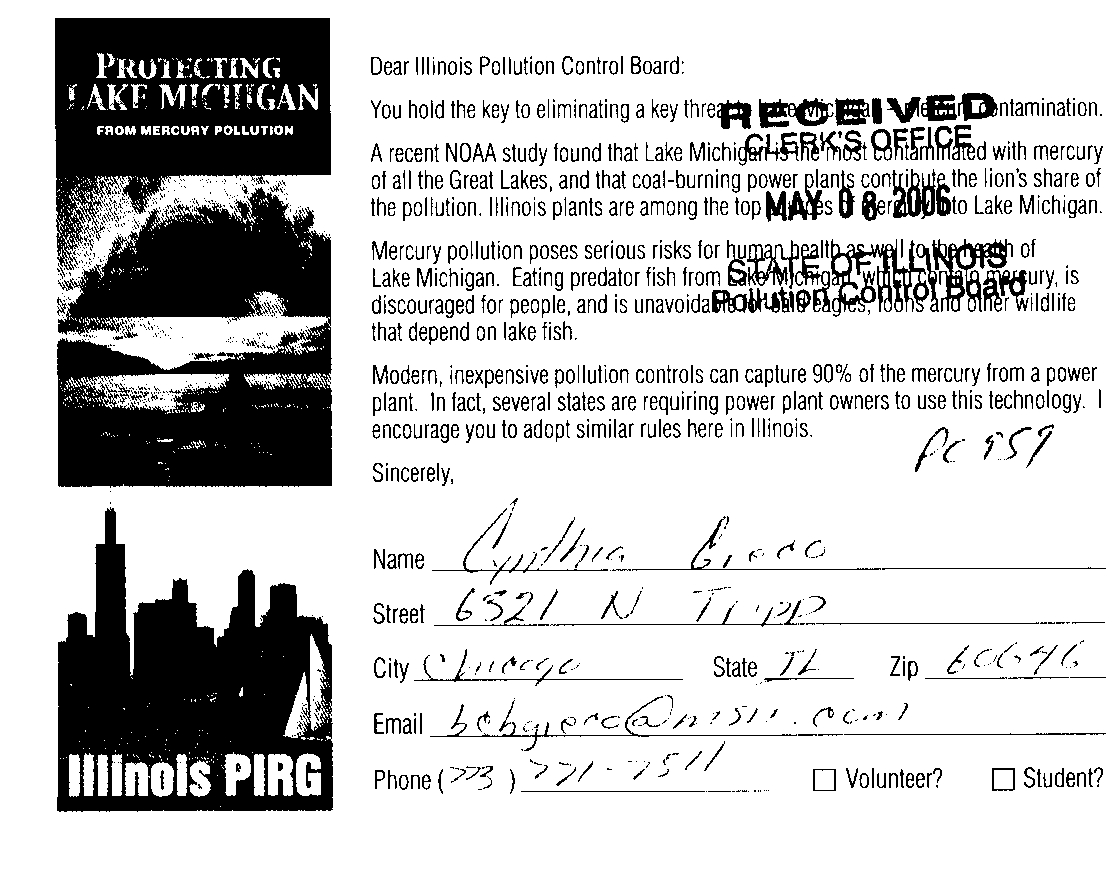 PROTECTING
LAKE MICHIGAN
FROM MERCURY POLLUTION
Dear Illinois Pollution Control Board:
You hold the key to eliminating a key threat to Lake Michigan – mercury contamination.
A recent NOAA study found that Lake Michigan is the most contaminated with mercury
of all the Great Lakes, and that coal-burning power plants contribute the lion's share of
the pollution. Illinois plants are among the top sources of mercury into Lake Michigan.
RECEIVED
CLERK'S OFFICE
MAY 08 2006
STATE OF ILLINOIS
Pollution Control Board
Mercury pollution poses serious risks for human health as well to the health of
Lake Michigan. Eating predator fish from Lake Michigan, which contain mercury, is
discouraged for people, and is unavoidable for bald eagles, loons and other wildlife
that depend on lake fish.
Modern, inexpensive pollution controls can capture 90% of the mercury from a power
plant. In fact, several states are requiring power plant owners to use this technology. I
encourage you to adopt similar rules here in Illinois.
PC 959
Sincerely,
Name Cynthia
Street 6521 N Tripp
City Chicago State IL Zip 60646
Email
Phone (773) 771-7511
Volunteer? Student?
Illinois PIRG